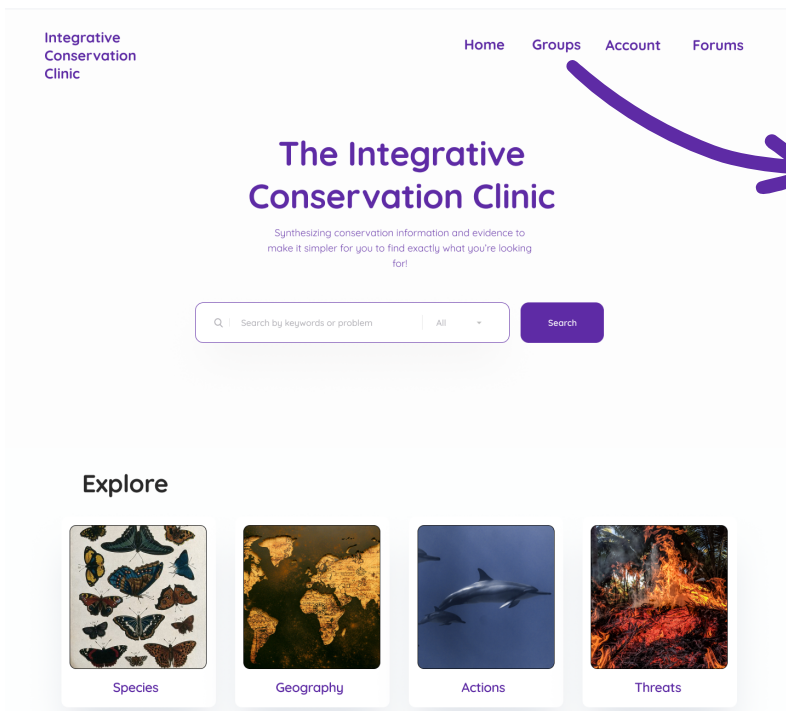 Integrative
Conservation
Clinic
Home Groups Account Forums
The Integrative
Conservation Clinic
Synthesizing conservation information and evidence to
make it simpler for you to find exactly what you're looking
for!
Search by keywords or problem All Search
Explore
Species Geography Actions Threats